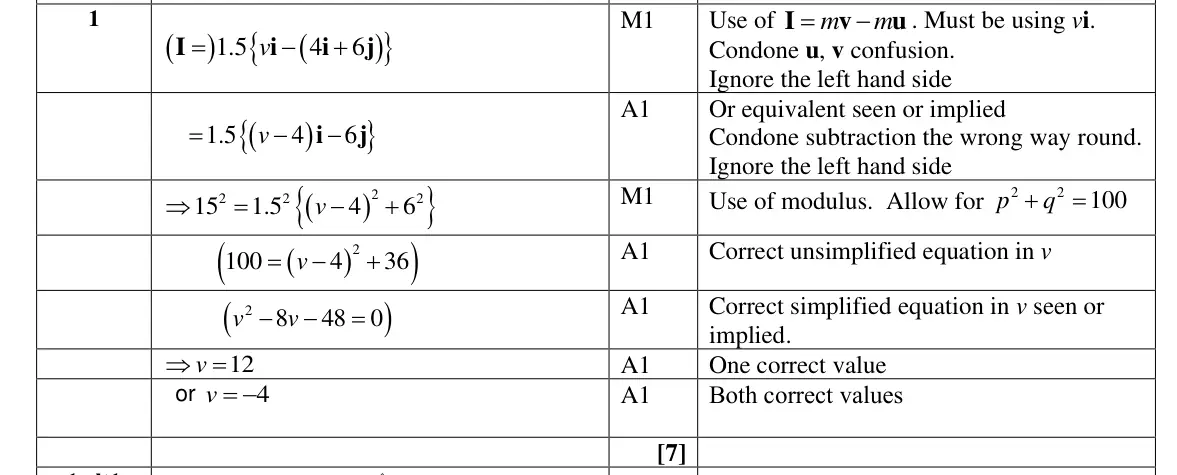 1
(I =)1.5{vi − (4i + 6j)}
M1
Use of I = mv − mu . Must be using vi.
Condone u, v confusion.
Ignore the left hand side
= 1.5{(v − 4)i − 6j}
A1
Or equivalent seen or implied
Condone subtraction the wrong way round.
Ignore the left hand side
⇒ 15² = 1.5² {(v − 4)² + 6²}
M1
Use of modulus. Allow for p² + q² = 100
(100 = (v − 4)² + 36)
A1
Correct unsimplified equation in v
(v² − 8v − 48 = 0)
A1
Correct simplified equation in v seen or
implied.
⇒ v = 12
A1
One correct value
or v = −4
A1
Both correct values
[7]